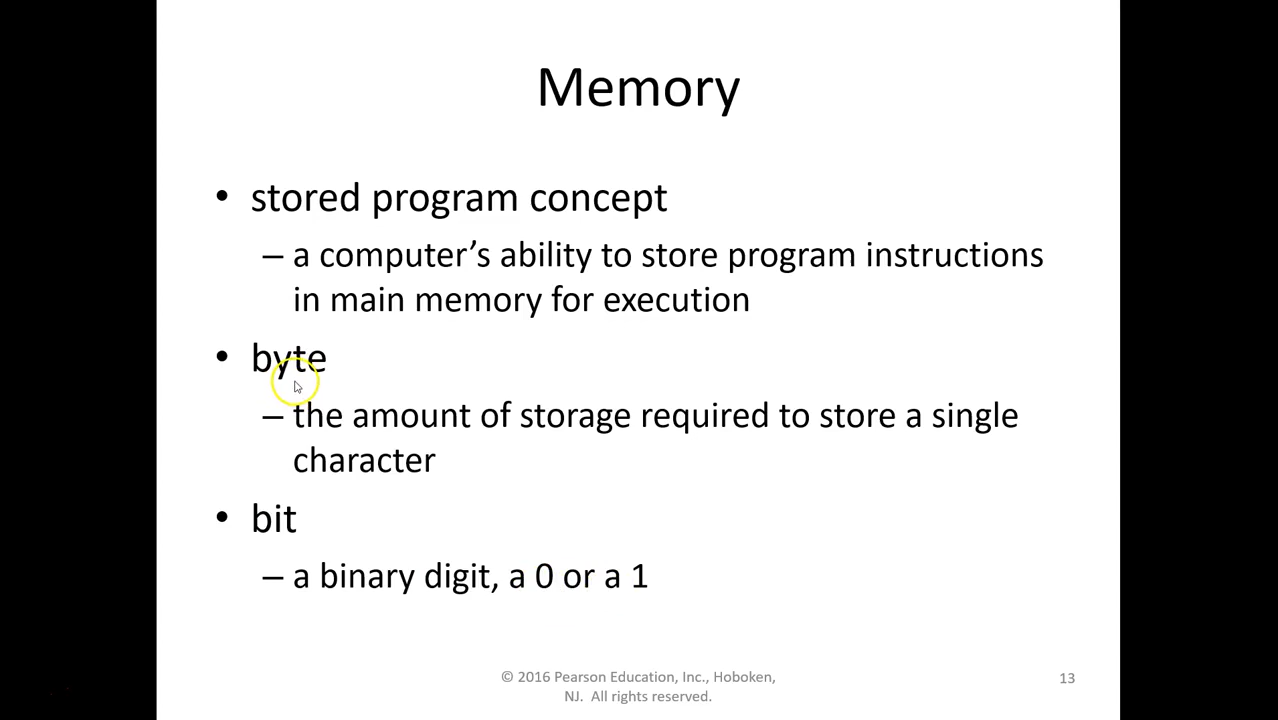 Memory
• stored program concept
– a computer’s ability to store program instructions
in main memory for execution
• byte
– the amount of storage required to store a single
character
• bit
– a binary digit, a 0 or a 1
© 2016 Pearson Education, Inc., Hoboken,
NJ. All rights reserved.
13